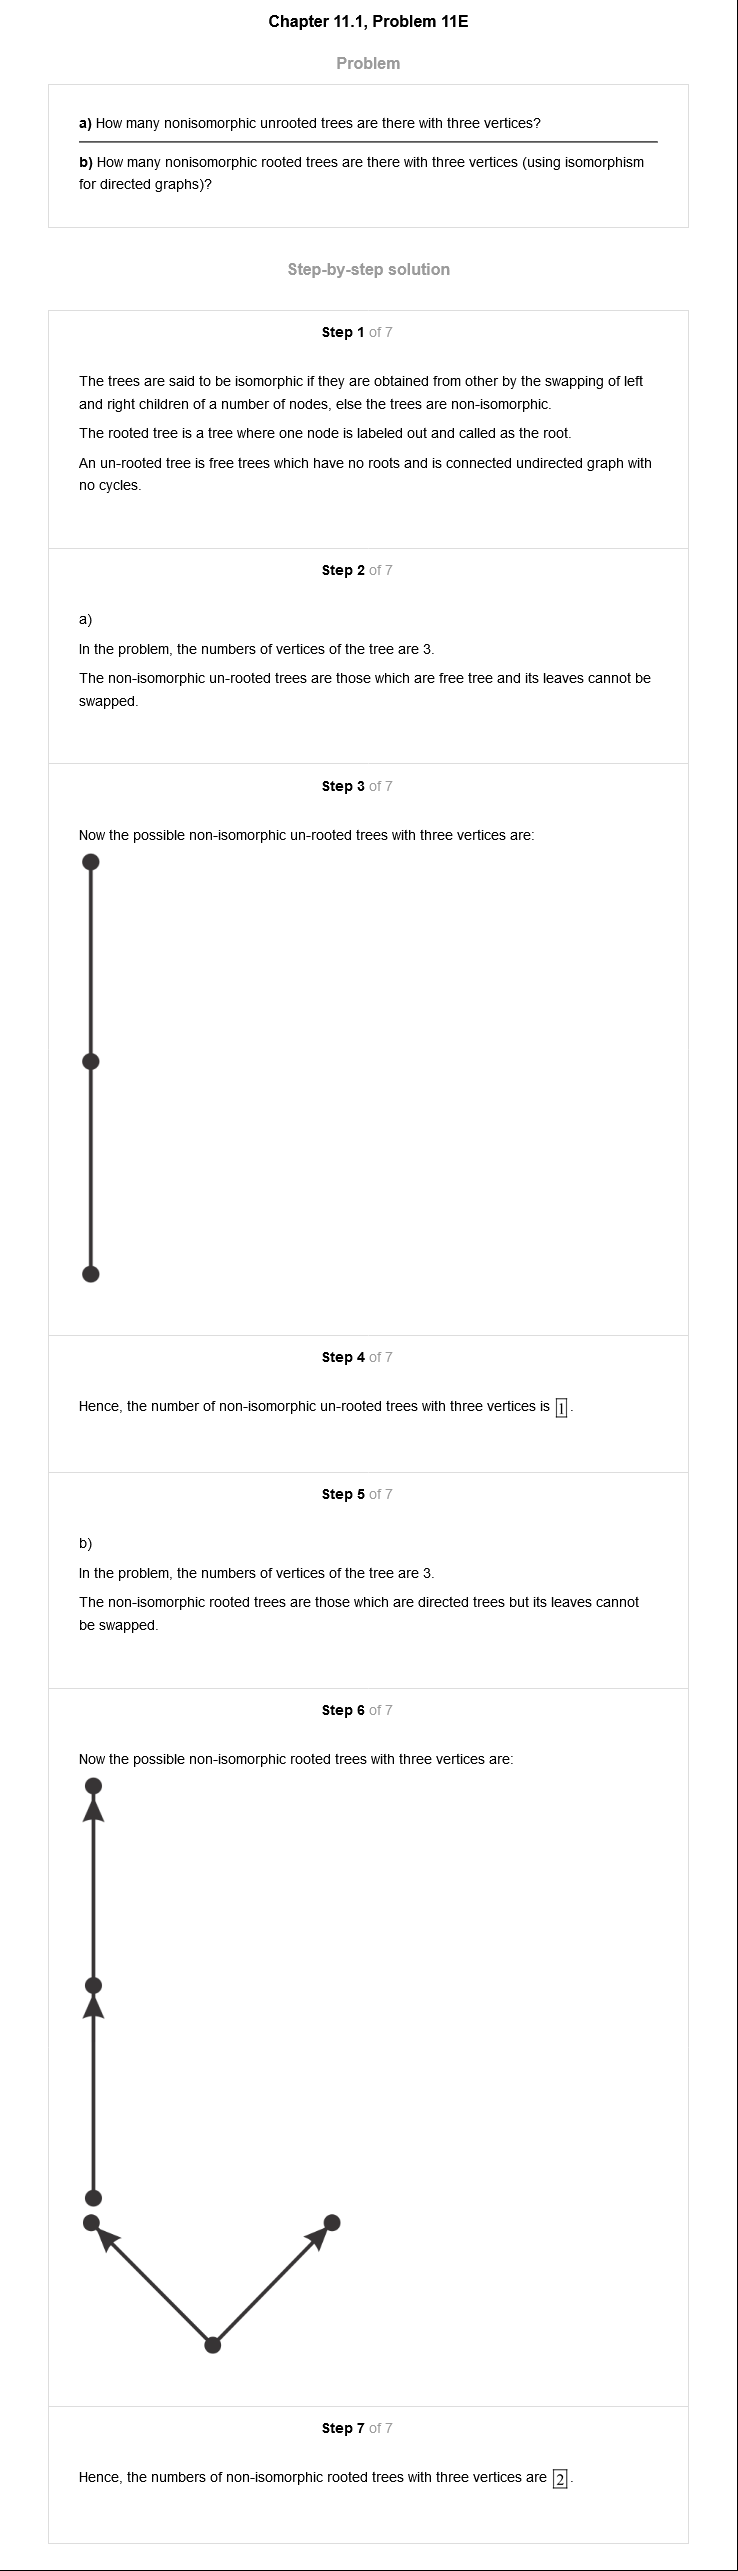 Chapter 11.1, Problem 11E
Problem
a) How many nonisomorphic unrooted trees are there with three vertices?
b) How many nonisomorphic rooted trees are there with three vertices (using isomorphism
for directed graphs)?
Step-by-step solution
Step 1 of 7
The trees are said to be isomorphic if they are obtained from other by the swapping of left
and right children of a number of nodes, else the trees are non-isomorphic.
The rooted tree is a tree where one node is labeled out and called as the root.
An un-rooted tree is free trees which have no roots and is connected undirected graph with
no cycles.
Step 2 of 7
a)
In the problem, the numbers of vertices of the tree are 3.
The non-isomorphic un-rooted trees are those which are free tree and its leaves cannot be
swapped.
Step 3 of 7
Now the possible non-isomorphic un-rooted trees with three vertices are:
Step 4 of 7
Hence, the number of non-isomorphic un-rooted trees with three vertices is 1.
Step 5 of 7
b)
In the problem, the numbers of vertices of the tree are 3.
The non-isomorphic rooted trees are those which are directed trees but its leaves cannot
be swapped.
Step 6 of 7
Now the possible non-isomorphic rooted trees with three vertices are:
Step 7 of 7
Hence, the numbers of non-isomorphic rooted trees with three vertices are 2.